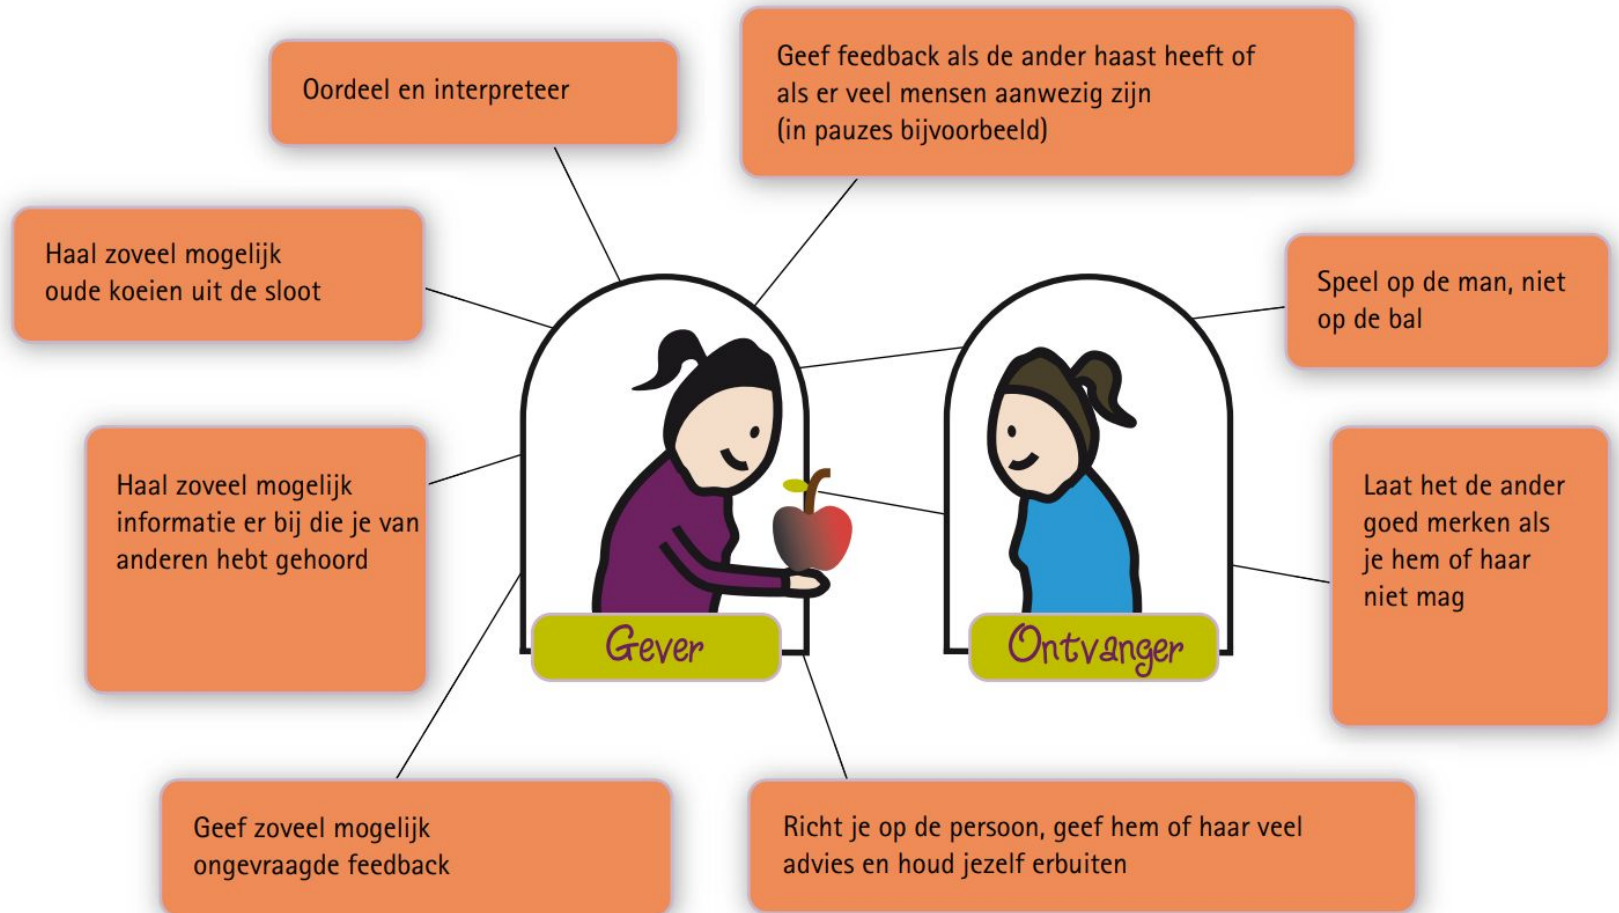 Oordeel en interpreteer
Geef feedback als de ander haast heeft of
als er veel mensen aanwezig zijn
(in pauzes bijvoorbeeld)
Haal zoveel mogelijk
oude koeien uit de sloot
Speel op de man, niet
op de bal
Haal zoveel mogelijk
informatie er bij die je van
anderen hebt gehoord
Laat het de ander
goed merken als
je hem of haar
niet mag
Gever
Ontvanger
Geef zoveel mogelijk
ongevraagde feedback
Richt je op de persoon, geef hem of haar veel
advies en houd jezelf erbuiten